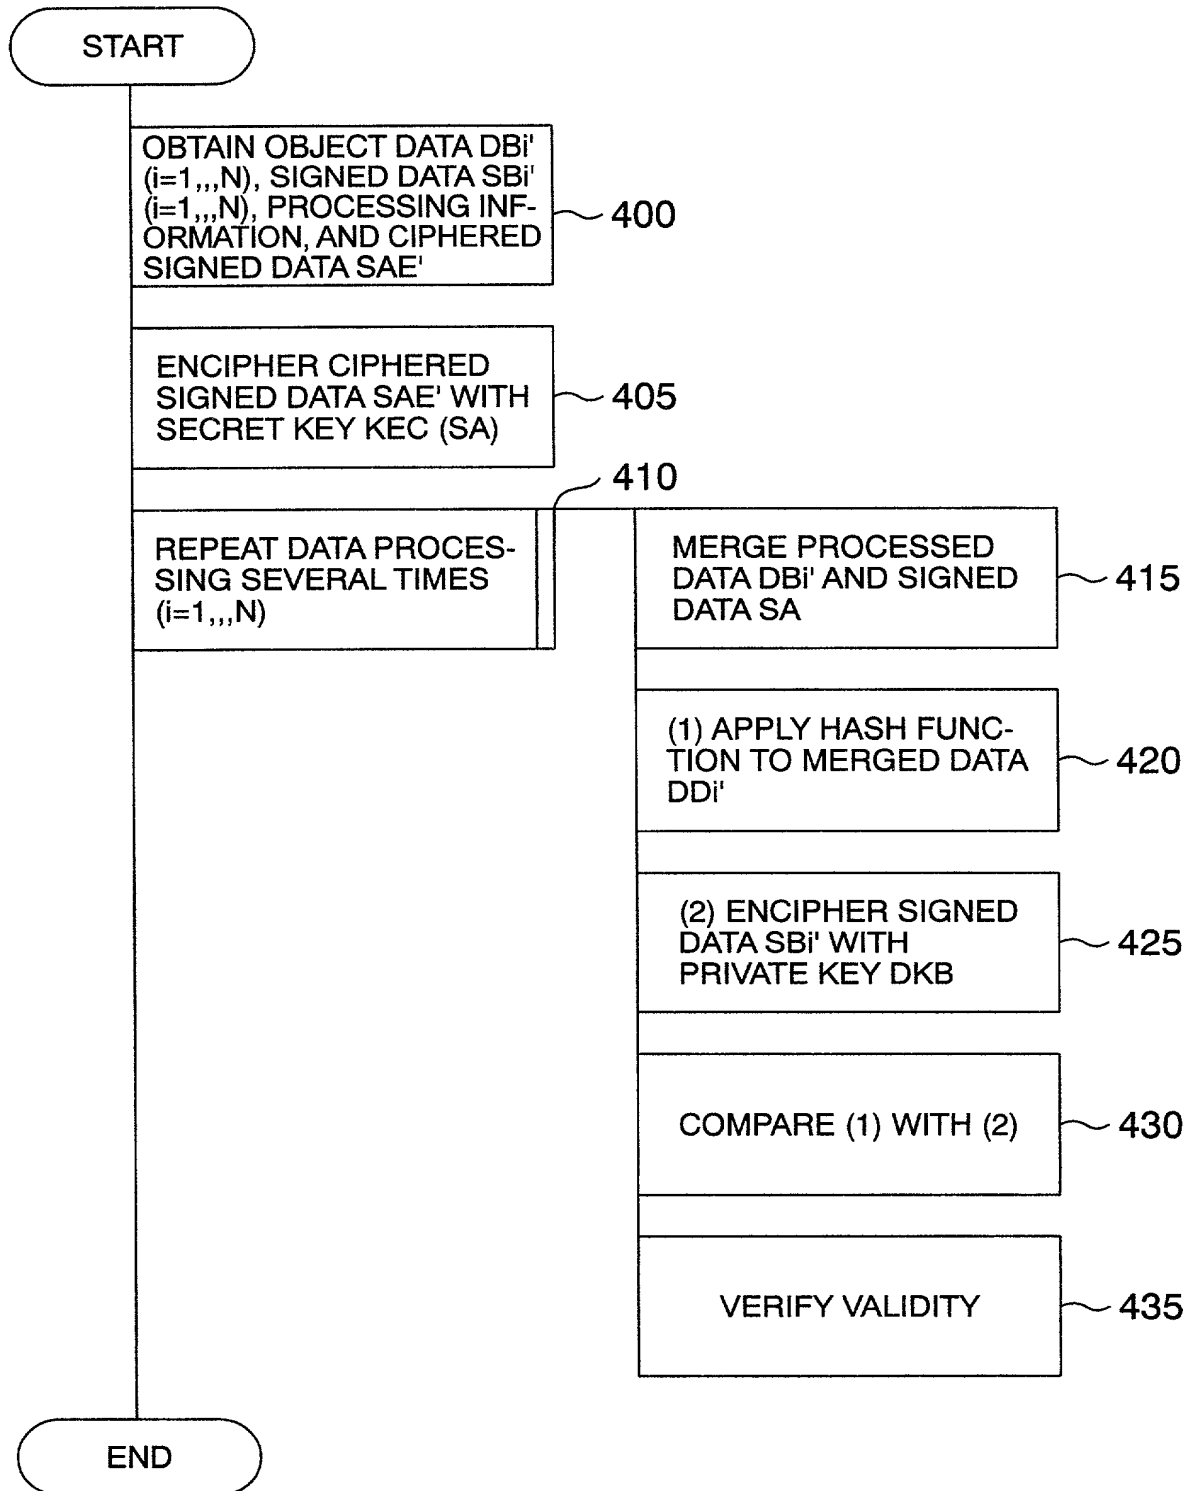 START
OBTAIN OBJECT DATA DBi'
(i=1,,,N), SIGNED DATA SBi'
(i=1,,,N), PROCESSING INF-
ORMATION, AND CIPHERED
SIGNED DATA SAE'
400
ENCIPHER CIPHERED
SIGNED DATA SAE' WITH
SECRET KEY KEC (SA)
405
410
REPEAT DATA PROCES-
SING SEVERAL TIMES
(i=1,,,N)
MERGE PROCESSED
DATA DBi' AND SIGNED
DATA SA
415
(1) APPLY HASH FUNC-
TION TO MERGED DATA
DDi'
420
(2) ENCIPHER SIGNED
DATA SBi' WITH
PRIVATE KEY DKB
425
COMPARE (1) WITH (2)
430
VERIFY VALIDITY
435
END